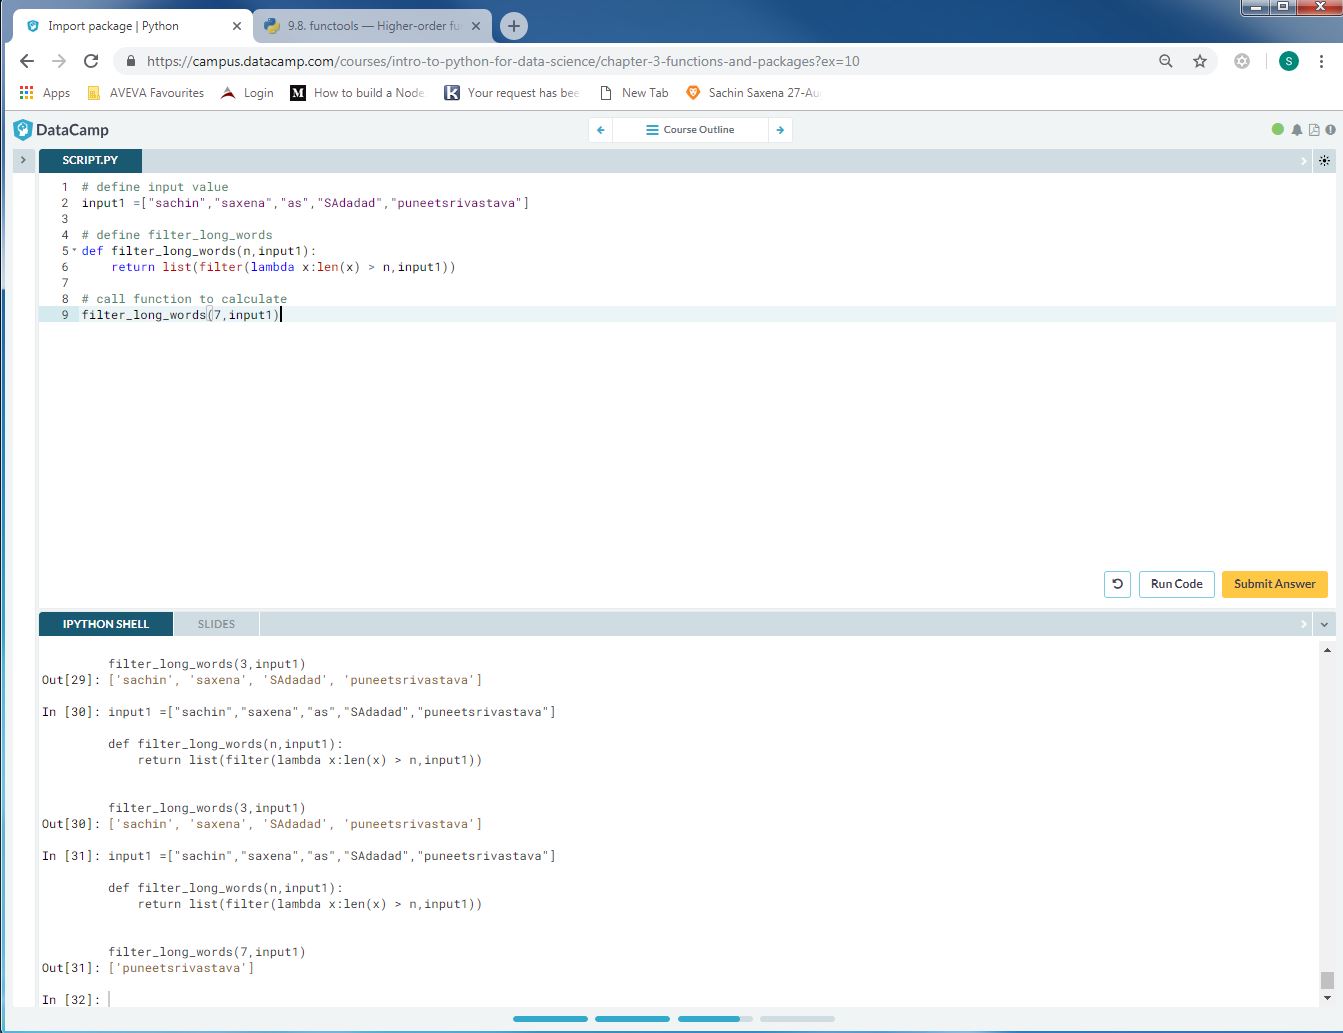 Import package | Python
9.8. functools — Higher-order fu
https://campus.datacamp.com/courses/intro-to-python-for-data-science/chapter-3-functions-and-packages?ex=10
S
Apps
AVEVA Favourites
Login
M
How to build a Node.
K
Your request has bee
New Tab
Sachin Saxena 27-Au
DataCamp
Course Outline
SCRIPT.PY
1 # define input value
2 input1 =["sachin","saxena","as","SAdadad","puneetsrivastava"]
3
4 # define filter_long_words
5 def filter_long_words(n,input1):
6     return list(filter(lambda x:len(x) > n,input1))
7
8 # call function to calculate
9 filter_long_words(7,input1)
Run Code
Submit Answer
IPYTHON SHELL
SLIDES
filter_long_words(3,input1)
Out[29]: ['sachin', 'saxena', 'SAdadad', 'puneetsrivastava']
In [30]: input1 =["sachin","saxena","as","SAdadad","puneetsrivastava"]
def filter_long_words(n,input1):
    return list(filter(lambda x:len(x) > n,input1))
filter_long_words(3,input1)
Out[30]: ['sachin', 'saxena', 'SAdadad', 'puneetsrivastava']
In [31]: input1 =["sachin","saxena","as","SAdadad","puneetsrivastava"]
def filter_long_words(n,input1):
    return list(filter(lambda x:len(x) > n,input1))
filter_long_words(7,input1)
Out[31]: ['puneetsrivastava']
In [32]: